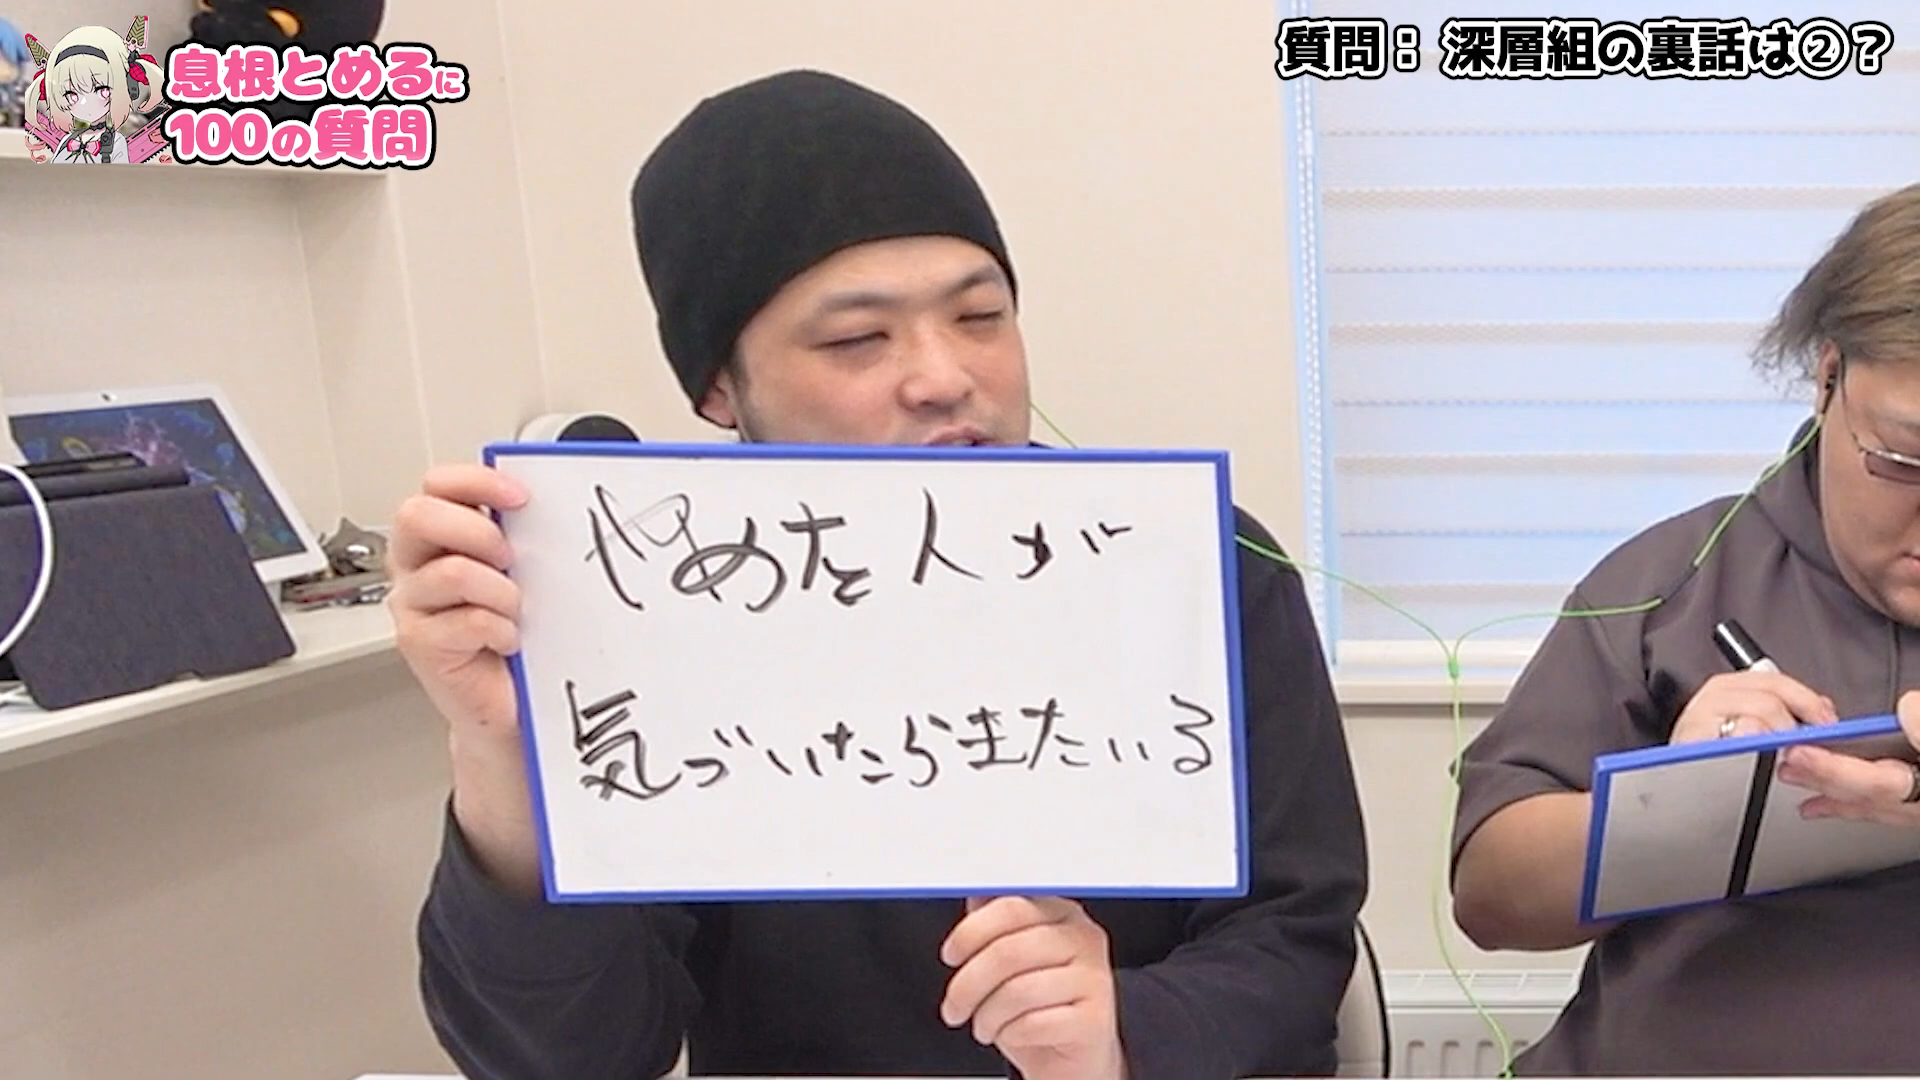 息根とめるに
100の質問
質問： 深層組の裏話は②？
やめた人が
気づいたらまたいる